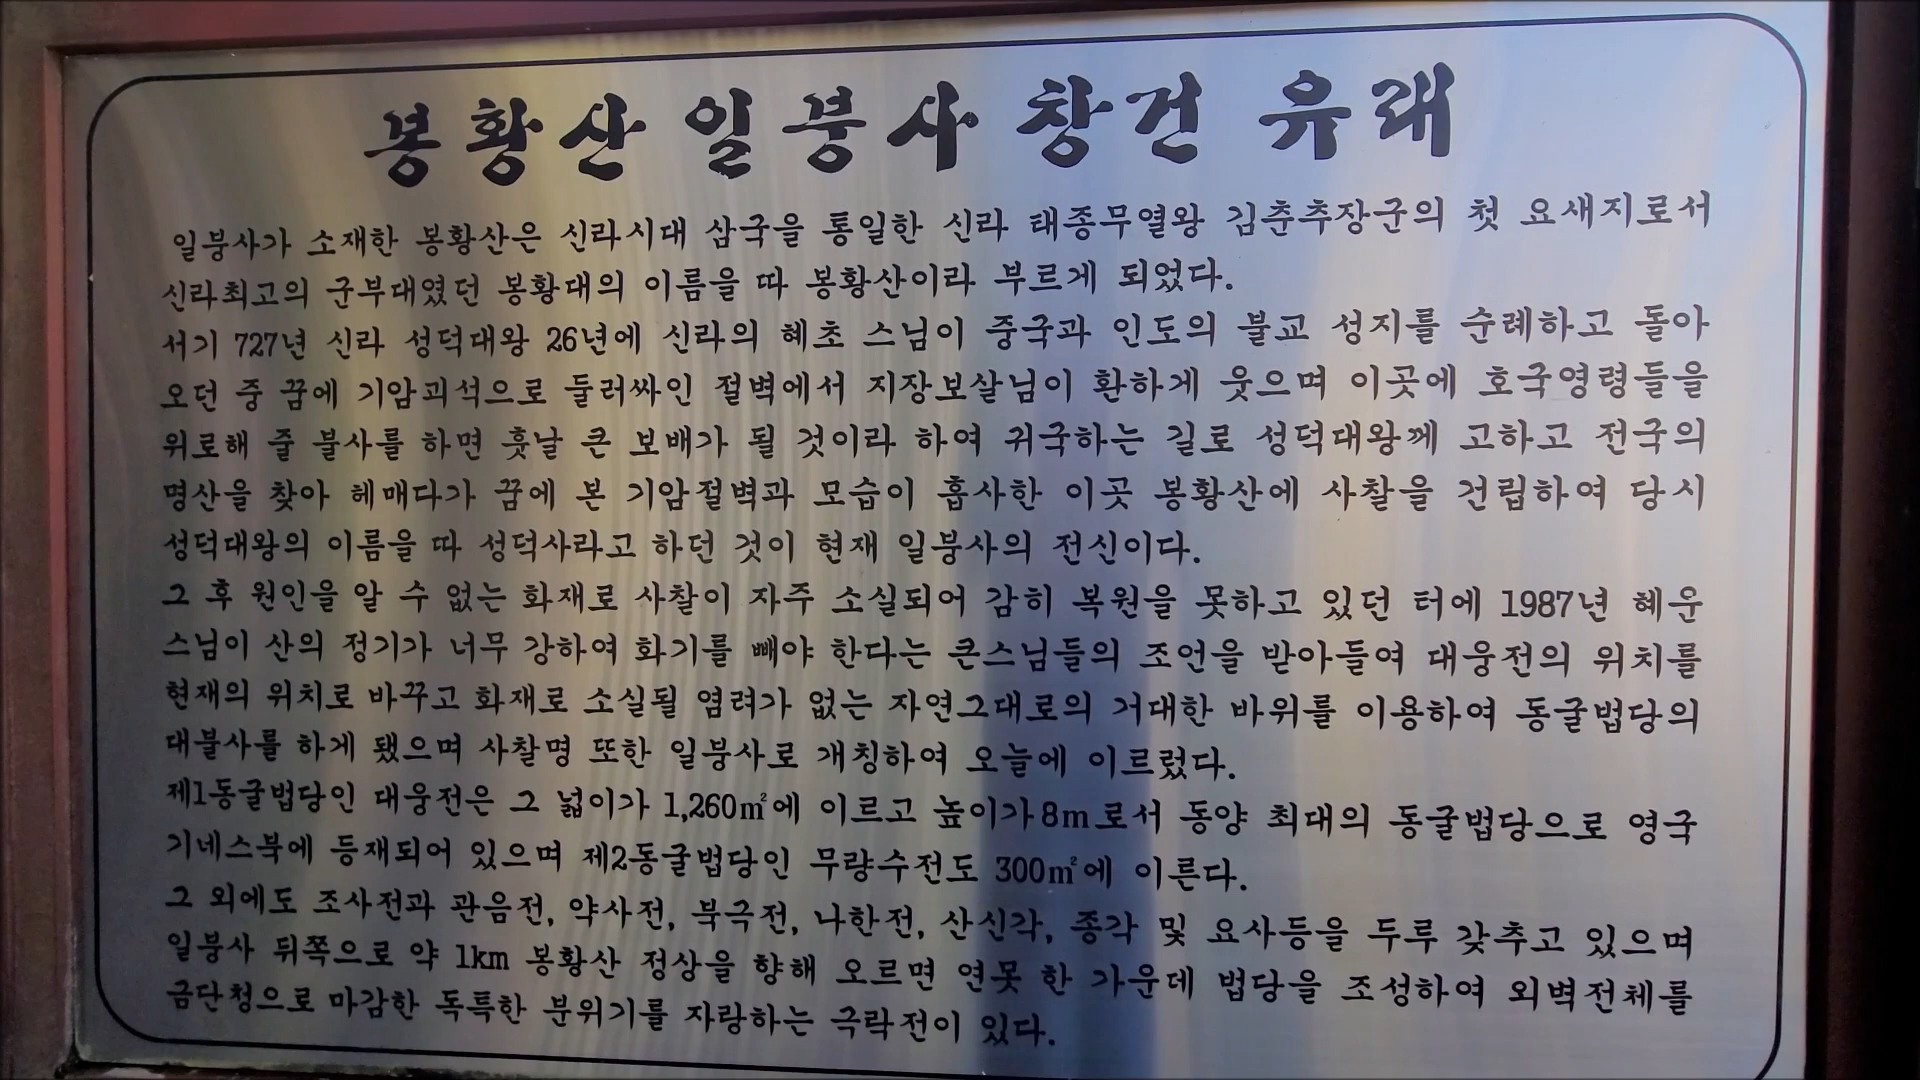 봉황산 일붕사 창건 유래
일붕사가 소재한 봉황산은 신라시대 삼국을 통일한 신라 태종무열왕 김춘추장군의 첫 요새지로서
신라최고의 군부대였던 봉황대의 이름을 따 봉황산이라 부르게 되었다.
서기 727년 신라 성덕대왕 26년에 신라의 혜초 스님이 중국과 인도의 불교 성지를 순례하고 돌아
오던 중 꿈에 기암괴석으로 둘러싸인 절벽에서 지장보살님이 환하게 웃으며 이곳에 호국영령들을
위로해 줄 불사를 하면 훗날 큰 보배가 될 것이라 하여 귀국하는 길로 성덕대왕께 고하고 전국의
명산을 찾아 헤매다가 꿈에 본 기암절벽과 모습이 흡사한 이곳 봉황산에 사찰을 건립하여 당시
성덕대왕의 이름을 따 성덕사라고 하던 것이 현재 일붕사의 전신이다.
그 후 원인을 알 수 없는 화재로 사찰이 자주 소실되어 감히 복원을 못하고 있던 터에 1987년 혜운
스님이 산의 정기가 너무 강하여 화기를 빼야 한다는 큰스님들의 조언을 받아들여 대웅전의 위치를
현재의 위치로 바꾸고 화재로 소실될 염려가 없는 자연그대로의 거대한 바위를 이용하여 동굴법당의
대불사를 하게 됐으며 사찰명 또한 일붕사로 개칭하여 오늘에 이르렀다.
제1동굴법당인 대웅전은 그 넓이가 1,260㎡에 이르고 높이가 8m로서 동양 최대의 동굴법당으로 영국
기네스북에 등재되어 있으며 제2동굴법당인 무량수전도 300㎡에 이른다.
그 외에도 조사전과 관음전, 약사전, 북극전, 나한전, 산신각, 종각 및 요사등을 두루 갖추고 있으며
일붕사 뒤쪽으로 약 1km 봉황산 정상을 향해 오르면 연못 한 가운데 법당을 조성하여 외벽전체를
금단청으로 마감한 독특한 분위기를 자랑하는 극락전이 있다.